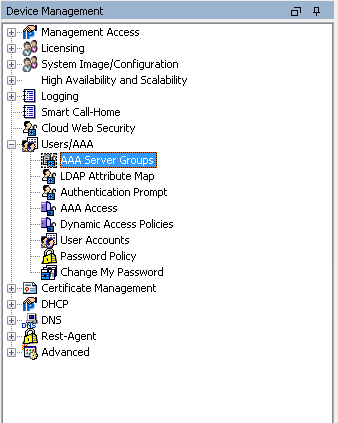 Device Management
Management Access
Licensing
System Image/Configuration
High Availability and Scalability
Logging
Smart Call-Home
Cloud Web Security
Users/AAA
AAA Server Groups
LDAP Attribute Map
Authentication Prompt
AAA Access
Dynamic Access Policies
User Accounts
Password Policy
Change My Password
Certificate Management
DHCP
DNS
DNS
Rest-Agent
Advanced